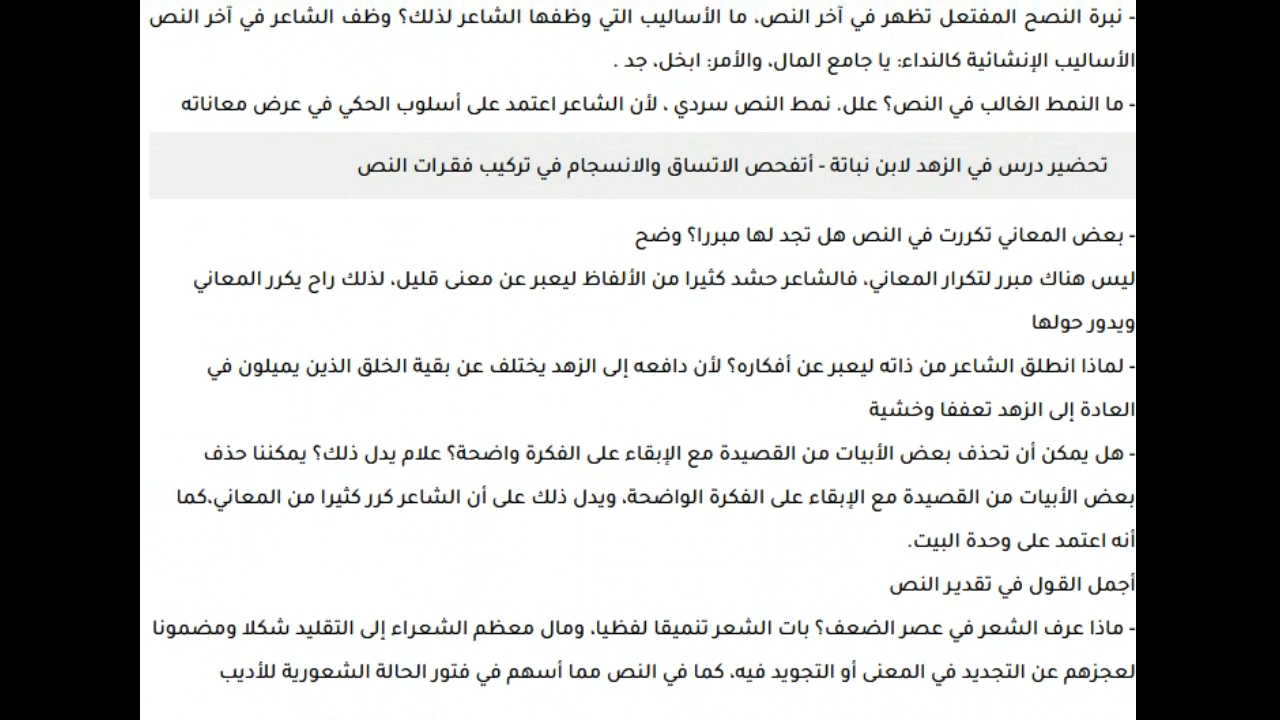 - نبرة النصح المفتعل تظهر في آخر النص، ما الأساليب التي وظفها الشاعر لذلك؟ وظف الشاعر في آخر النص
الأساليب الإنشائية كالنداء: يا جامع المال، والأمر: ابخل، جد .
- ما النمط الغالب في النص؟ علل. نمط النص سردي ، لأن الشاعر اعتمد على أسلوب الحكي في عرض معاناته
تحضير درس في الزهد لابن نباتة - أتفحص الاتساق والانسجام في تركيب فقرات النص
- بعض المعاني تكررت في النص هل تجد لها مبررا؟ وضح
ليس هناك مبرر لتكرار المعاني، فالشاعر حشد كثيرا من الألفاظ ليعبر عن معنى قليل، لذلك راح يكرر المعاني
ويدور حولها
- لماذا انطلق الشاعر من ذاته ليعبر عن أفكاره؟ لأن دافعه إلى الزهد يختلف عن بقية الخلق الذين يميلون في
العادة إلى الزهد تعففا وخشية
- هل يمكن أن تحذف بعض الأبيات من القصيدة مع الإبقاء على الفكرة واضحة؟ علام يدل ذلك؟ يمكننا حذف
بعض الأبيات من القصيدة مع الإبقاء على الفكرة الواضحة، ويدل ذلك على أن الشاعر كرر كثيرا من المعاني،كما
أنه اعتمد على وحدة البيت.
أجمل القول في تقدير النص
- ماذا عرف الشعر في عصر الضعف؟ بات الشعر تنميقا لفظيا، ومال معظم الشعراء إلى التقليد شكلا ومضمونا
لعجزهم عن التجديد في المعنى أو التجويد فيه، كما في النص مما أسهم في فتور الحالة الشعورية للأديب